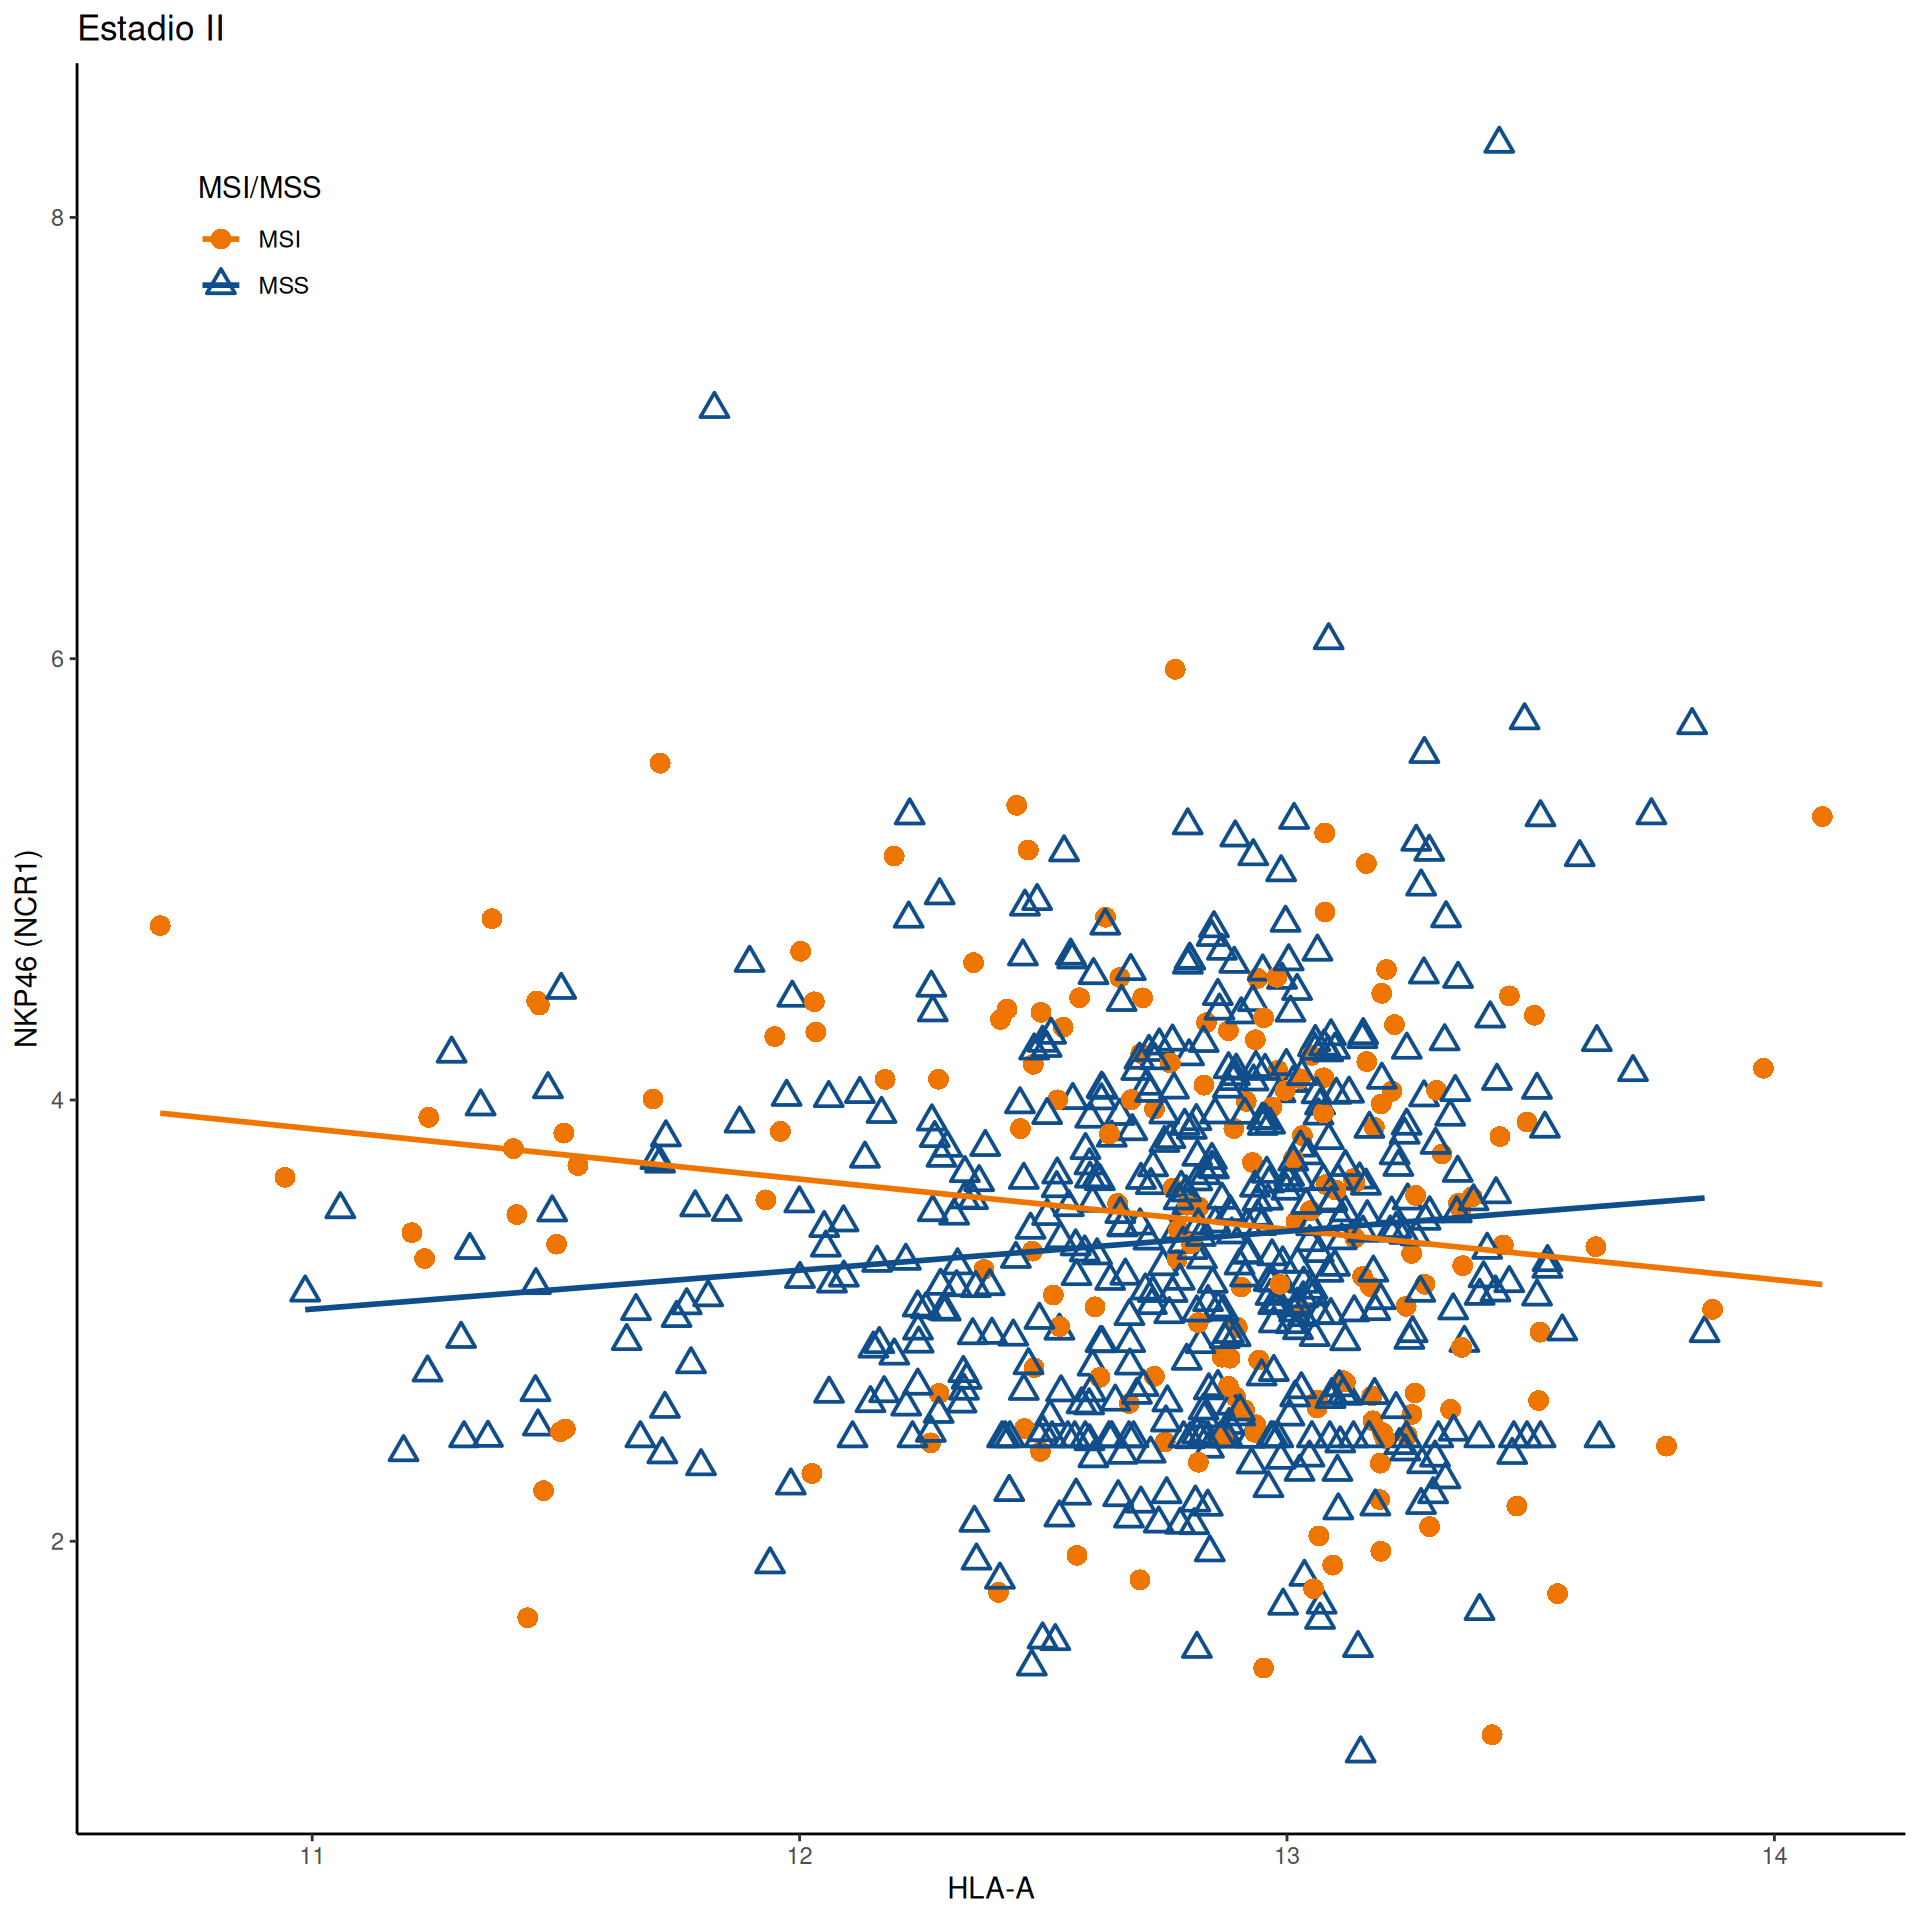 Estadio II
MSI/MSS
MSI
MSS
8
6
4
2
NKP46 (NCR1)
11
12
13
14
HLA-A